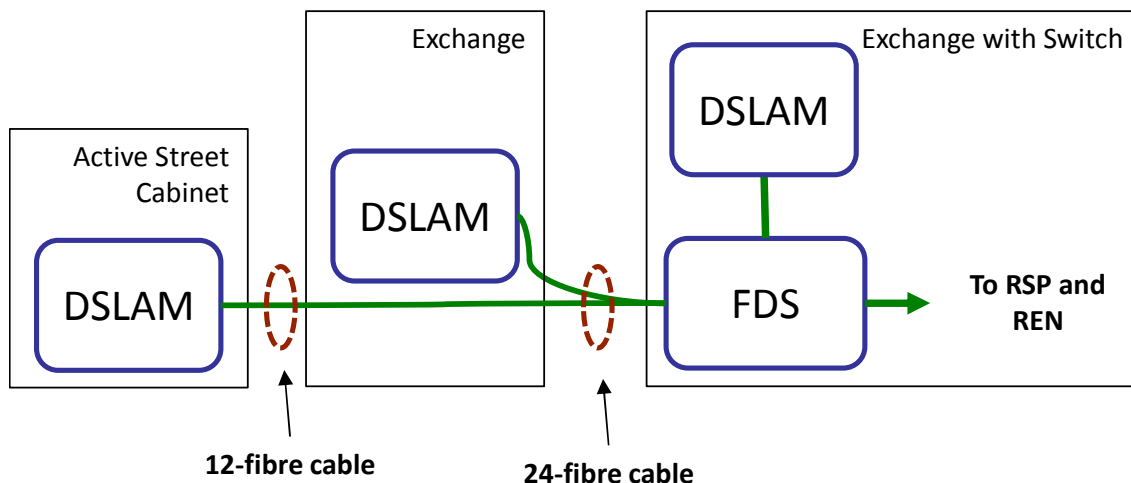 Exchange
Exchange with Switch
Active Street
Cabinet
DSLAM
DSLAM
DSLAM
FDS
To RSP and
REN
12-fibre cable
24-fibre cable